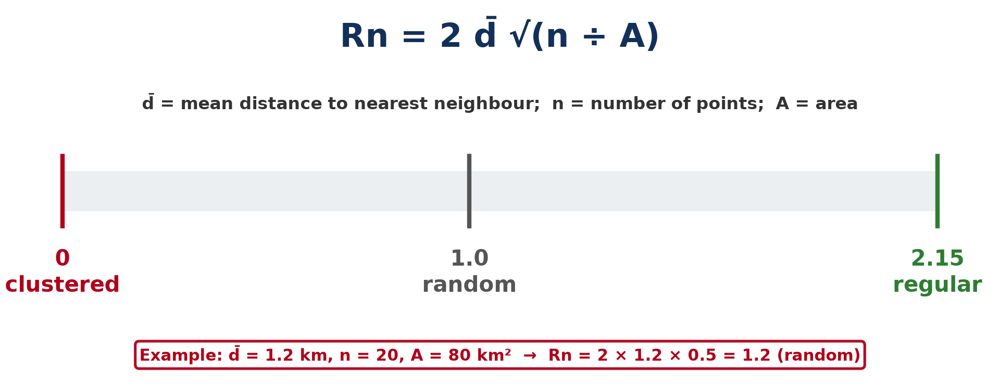 Rn = 2 d̄ √(n ÷ A)
d̄ = mean distance to nearest neighbour;  n = number of points;  A = area
0
clustered
1.0
random
2.15
regular
Example: d̄ = 1.2 km, n = 20, A = 80 km²  →  Rn = 2 × 1.2 × 0.5 = 1.2 (random)